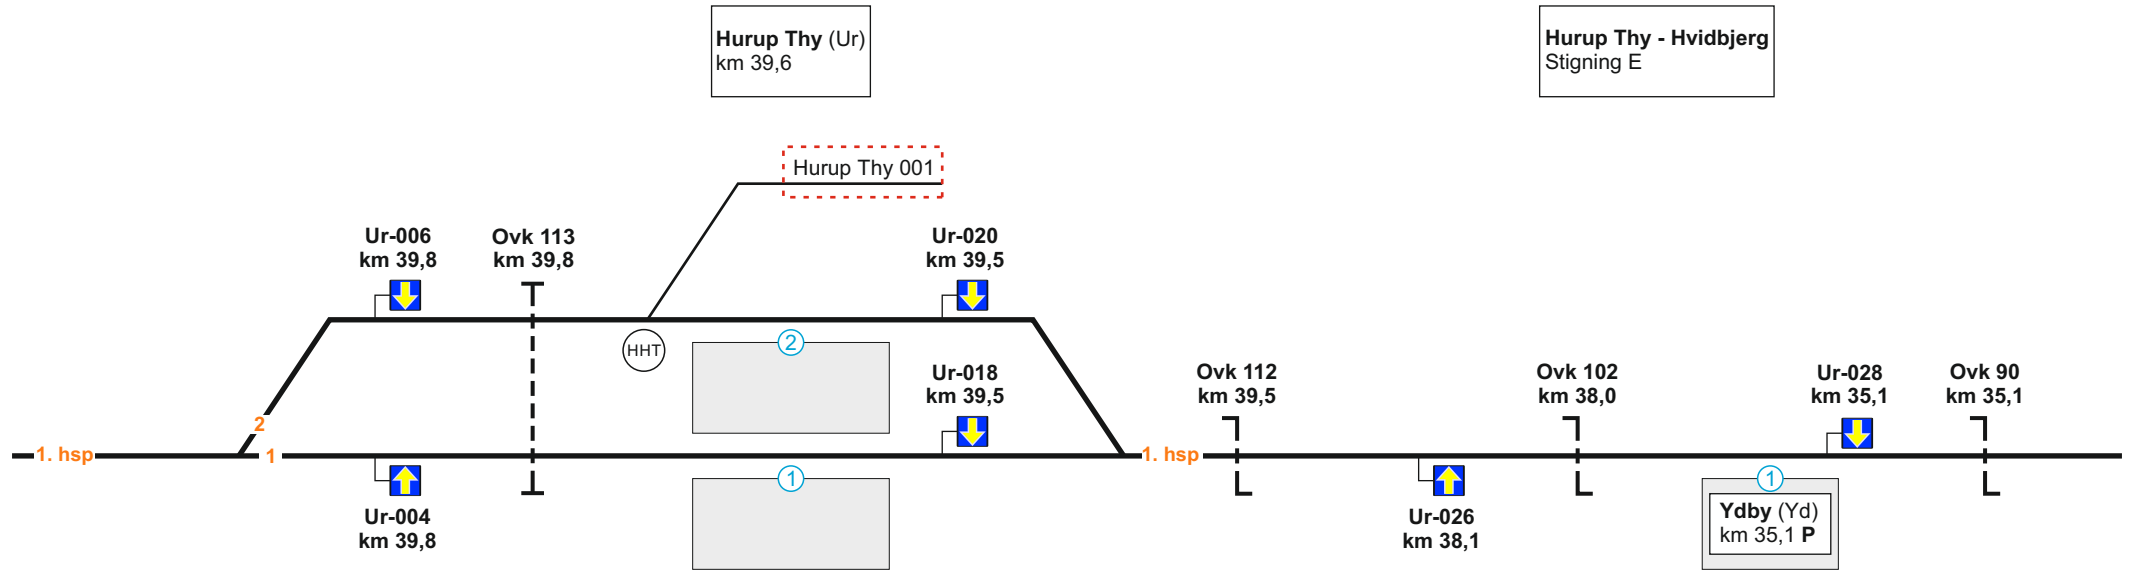 Hurup Thy (Ur)
km 39,6
Hurup Thy - Hvidbjerg
Stigning E
Hurup Thy 001
Ur-006
km 39,8
Ovk 113
km 39,8
Ur-020
km 39,5
HHT
2
Ur-018
km 39,5
Ovk 112
km 39,5
Ovk 102
km 38,0
Ur-028
km 35,1
Ovk 90
km 35,1
2
1. hsp
1
1. hsp
1
1
Ur-004
km 39,8
Ur-026
km 38,1
Ydby (Yd)
km 35,1 P